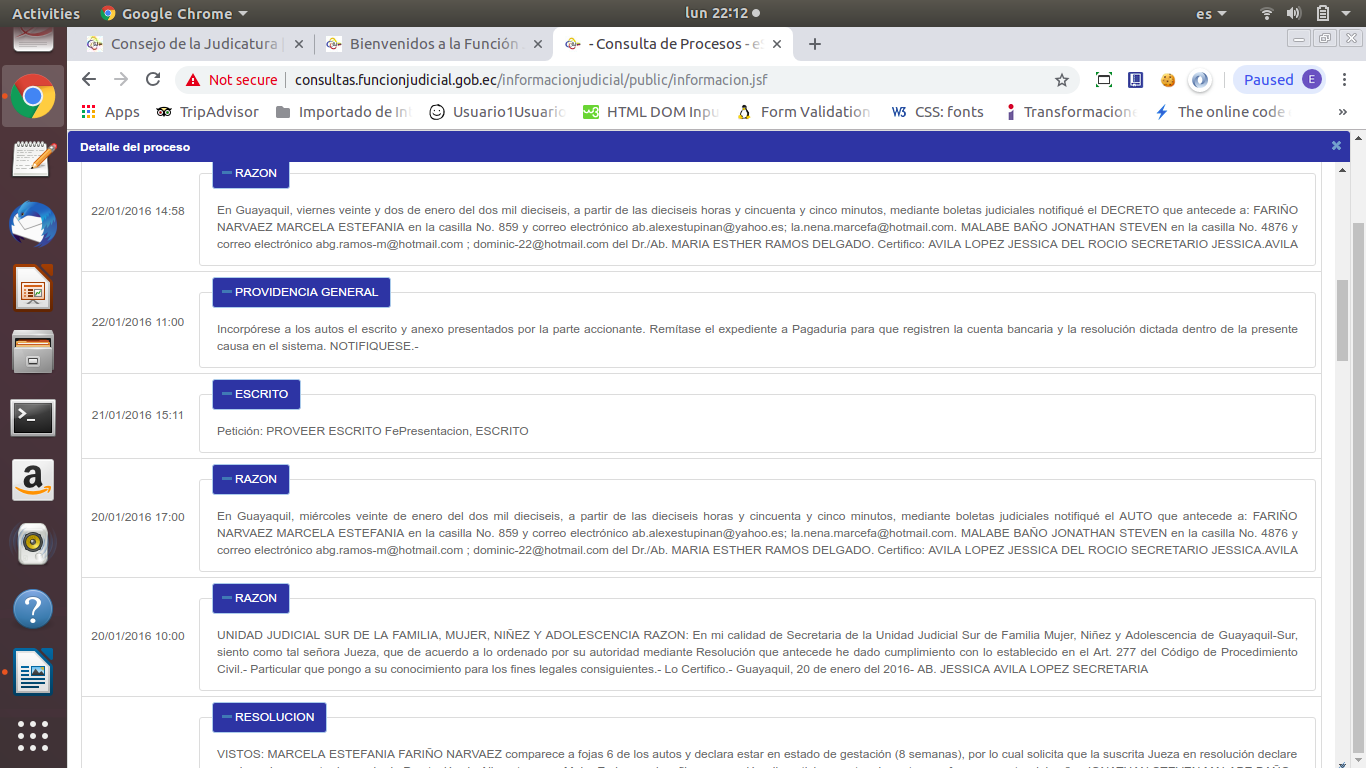 Activities
Google Chrome
lun 22:12
es
Consejo de la Judicatura |
Bienvenidos a la Función
- Consulta de Procesos - e
Not secure
consultas.funcionjudicial.gob.ec/informacionjudicial/public/informacion.jsf
Paused
E
Apps
TripAdvisor
Importado de In
Usuario1Usuario
HTML DOM Inpu
Form Validation
CSS: fonts
Transformacione
The online code
»
Detalle del proceso
RAZON
22/01/2016 14:58
En Guayaquil, viernes veinte y dos de enero del dos mil dieciseis, a partir de las dieciseis horas y cincuenta y cinco minutos, mediante boletas judiciales notifiqué el DECRETO que antecede a: FARIÑO
NARVAEZ MARCELA ESTEFANIA en la casilla No. 859 y correo electrónico ab.alexestupinan@yahoo.es; la.nena.marcefa@hotmail.com. MALABE BAÑO JONATHAN STEVEN en la casilla No. 4876 y
correo electrónico abg.ramos-m@hotmail.com ; dominic-22@hotmail.com del Dr./Ab. MARIA ESTHER RAMOS DELGADO. Certifico: AVILA LOPEZ JESSICA DEL ROCIO SECRETARIO JESSICA.AVILA
PROVIDENCIA GENERAL
22/01/2016 11:00
Incorpórese a los autos el escrito y anexo presentados por la parte accionante. Remítase el expediente a Pagaduria para que registren la cuenta bancaria y la resolución dictada dentro de la presente
causa en el sistema. NOTIFIQUESE.-
ESCRITO
21/01/2016 15:11
Petición: PROVEER ESCRITO FePresentacion, ESCRITO
RAZON
20/01/2016 17:00
En Guayaquil, miércoles veinte de enero del dos mil dieciseis, a partir de las dieciseis horas y cincuenta y cinco minutos, mediante boletas judiciales notifiqué el AUTO que antecede a: FARIÑO
NARVAEZ MARCELA ESTEFANIA en la casilla No. 859 y correo electrónico ab.alexestupinan@yahoo.es; la.nena.marcefa@hotmail.com. MALABE BAÑO JONATHAN STEVEN en la casilla No. 4876 y
correo electrónico abg.ramos-m@hotmail.com ; dominic-22@hotmail.com del Dr./Ab. MARIA ESTHER RAMOS DELGADO. Certifico: AVILA LOPEZ JESSICA DEL ROCIO SECRETARIO JESSICA.AVILA
RAZON
20/01/2016 10:00
UNIDAD JUDICIAL SUR DE LA FAMILIA, MUJER, NIÑEZ Y ADOLESCENCIA RAZON: En mi calidad de Secretaria de la Unidad Judicial Sur de Familia Mujer, Niñez y Adolescencia de Guayaquil-Sur,
siento como tal señora Jueza, que de acuerdo a lo ordenado por su autoridad mediante Resolución que antecede he dado cumplimiento con lo establecido en el Art. 277 del Código de Procedimiento
Civil.- Particular que pongo a su conocimiento para los fines legales consiguientes.- Lo Certifico.- Guayaquil, 20 de enero del 2016- AB. JESSICA AVILA LOPEZ SECRETARIA
RESOLUCION
VISTOS: MARCELA ESTEFANIA FARIÑO NARVAEZ comparece a fojas 6 de los autos y declara estar en estado de gestación (8 semanas), por lo cual solicita que la suscrita Jueza en resolución declare